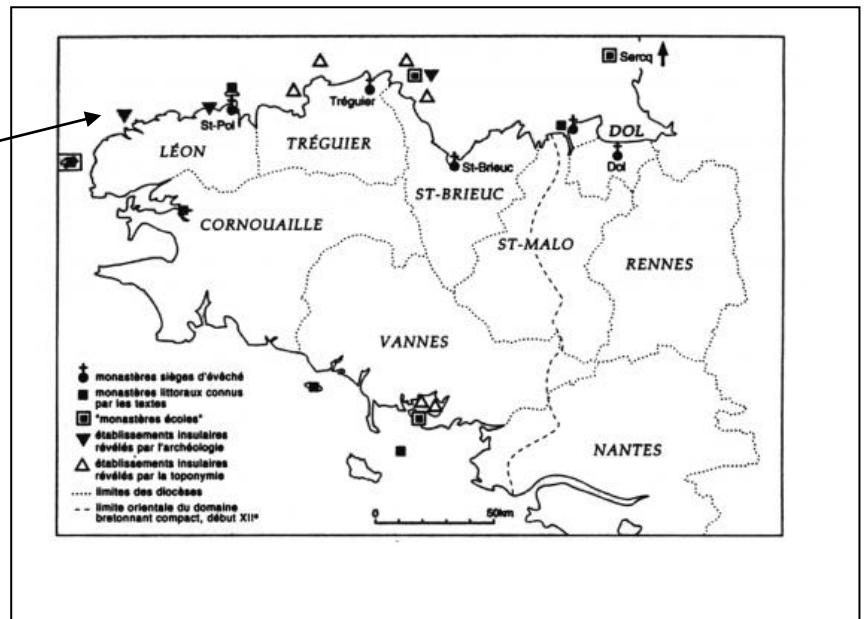 Sercq
Tréguier
St-Pol
DOL
LÉON
TRÉGUIER
St-Brieuc
Dol
ST-BRIEUC
CORNOUAILLE
ST-MALO
RENNES
VANNES
NANTES
monastères sièges d'évêché
monastères littoraux connus
par les textes
"monastères écoles"
établissements insulaires
révélés par l'archéologie
établissements insulaires
révélés par la toponymie
limites des diocèses
limite orientale du domaine
bretonnant compact, début XIIe
0 50km